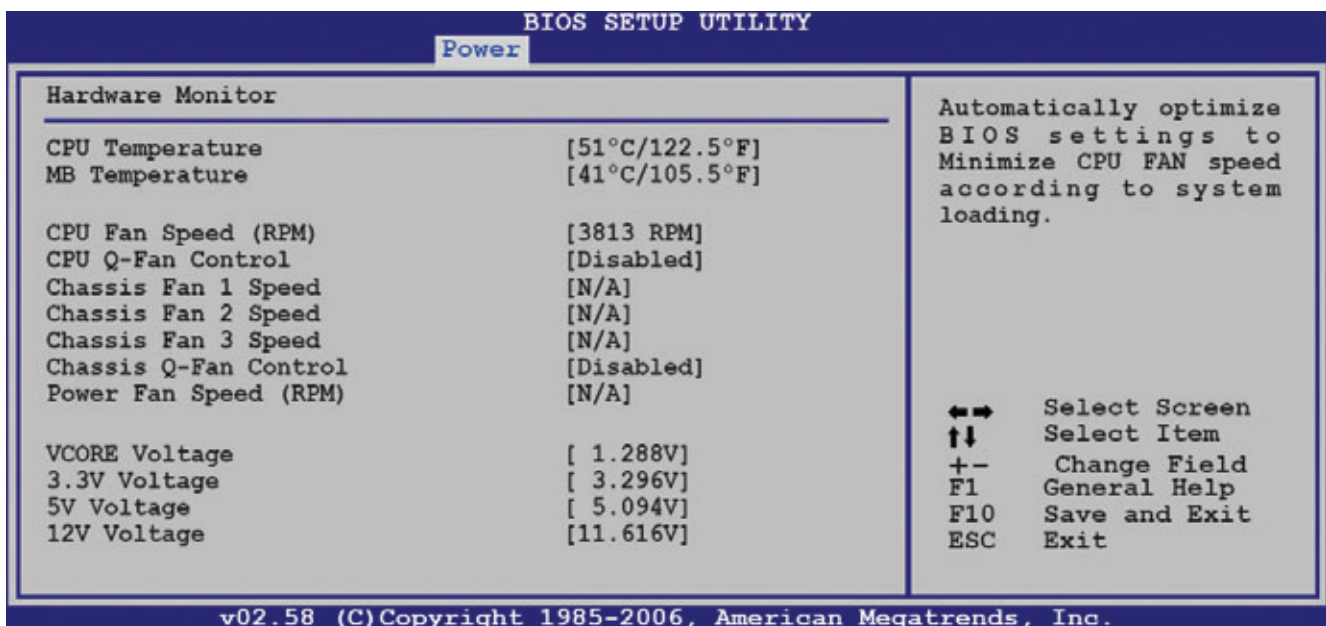 BIOS SETUP UTILITY
Power
Hardware Monitor
CPU Temperature [51°C/122.5°F]
MB Temperature [41°C/105.5°F]
CPU Fan Speed (RPM) [3813 RPM]
CPU Q-Fan Control [Disabled]
Chassis Fan 1 Speed [N/A]
Chassis Fan 2 Speed [N/A]
Chassis Fan 3 Speed [N/A]
Chassis Q-Fan Control [Disabled]
Power Fan Speed (RPM) [N/A]
VCORE Voltage [ 1.288V]
3.3V Voltage [ 3.296V]
5V Voltage [ 5.094V]
12V Voltage [11.616V]
Automatically optimize
BIOS settings to
Minimize CPU FAN speed
according to system
loading.
←→ Select Screen
↑↓ Select Item
+- Change Field
F1 General Help
F10 Save and Exit
ESC Exit
v02.58 (C)Copyright 1985-2006, American Megatrends, Inc.